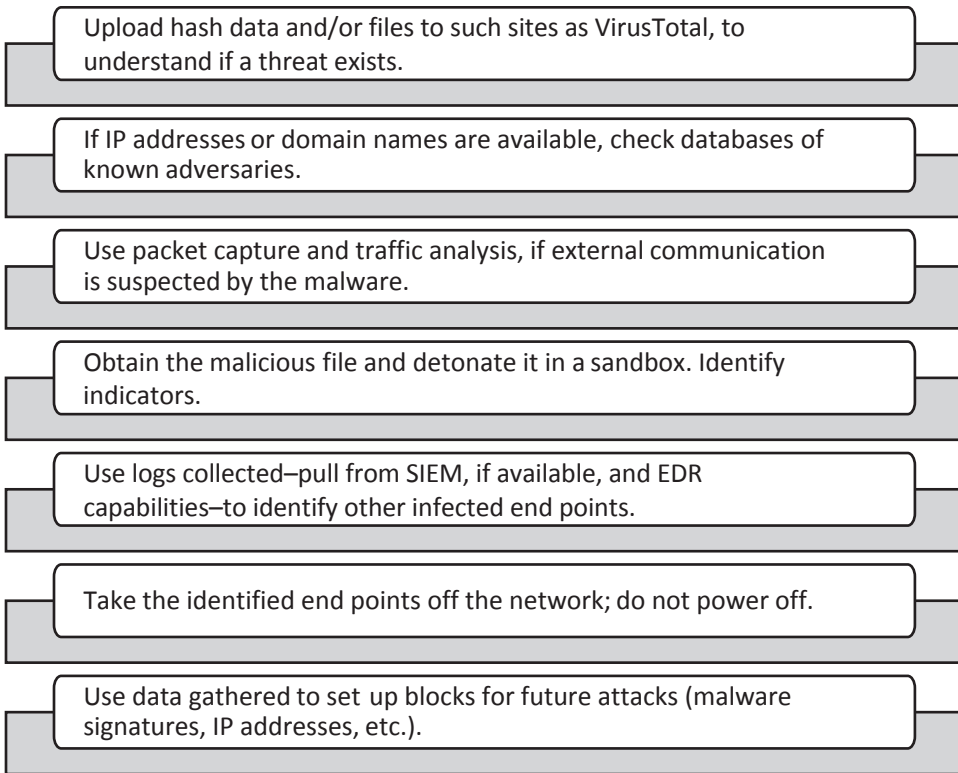 Upload hash data and/or files to such sites as VirusTotal, to
understand if a threat exists.
If IP addresses or domain names are available, check databases of
known adversaries.
Use packet capture and traffic analysis, if external communication
is suspected by the malware.
Obtain the malicious file and detonate it in a sandbox. Identify
indicators.
Use logs collected–pull from SIEM, if available, and EDR
capabilities–to identify other infected end points.
Take the identified end points off the network; do not power off.
Use data gathered to set up blocks for future attacks (malware
signatures, IP addresses, etc.).